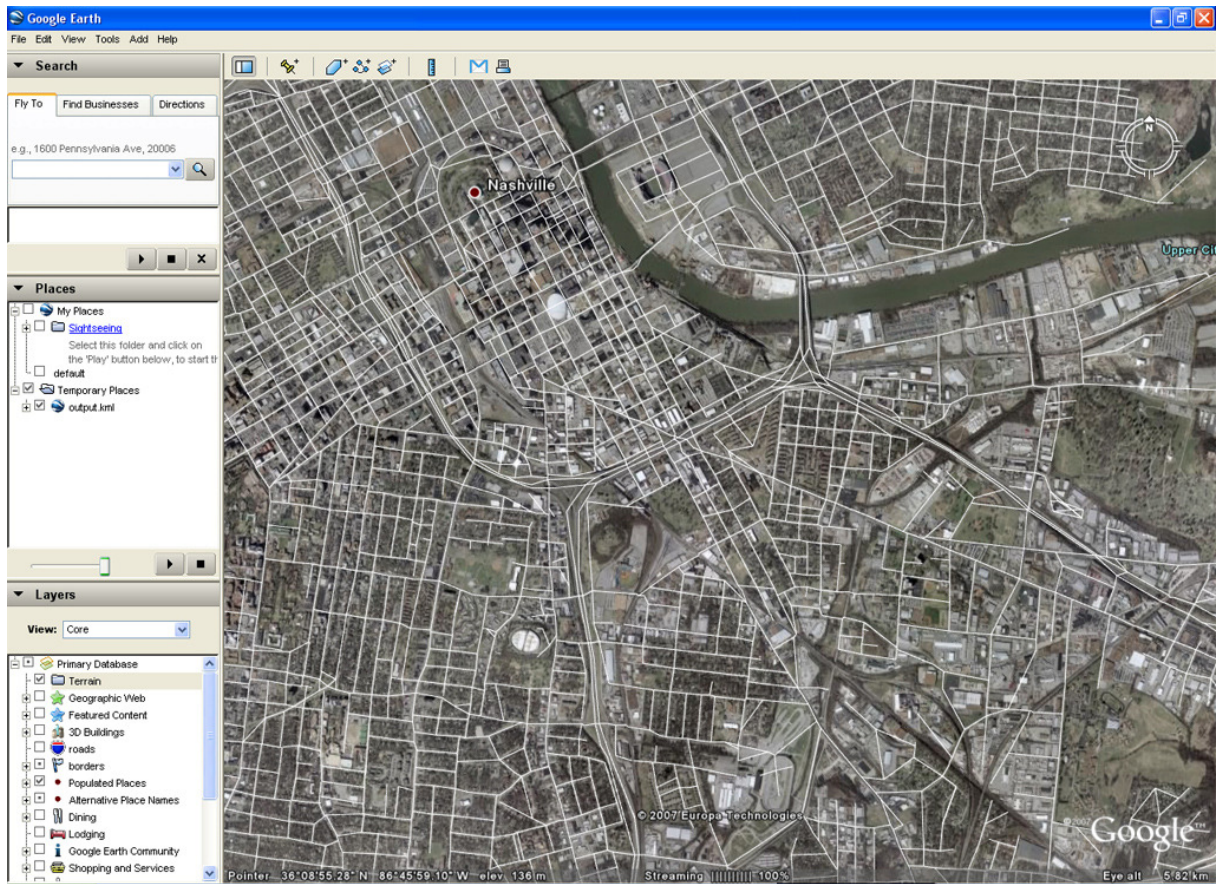 Google Earth
File Edit View Tools Add Help
Search
Fly To Find Businesses Directions
e.g., 1600 Pennsylvania Ave, 20006
Places
My Places
Sightseeing
Select this folder and click on
the 'Play' button below, to start th
default
Temporary Places
output.kml
Layers
View: Core
Primary Database
Terrain
Geographic Web
Featured Content
3D Buildings
roads
borders
Populated Places
Alternative Place Names
Dining
Lodging
Google Earth Community
Shopping and Services
N
Nashville
Upper Cit
© 2007 Europa Technologies
© 2007
Google™
Pointer 36°08'55.28" N 86°45'59.10" W elev 136 m Streaming |||||||||| 100% Eye alt 5.82 km